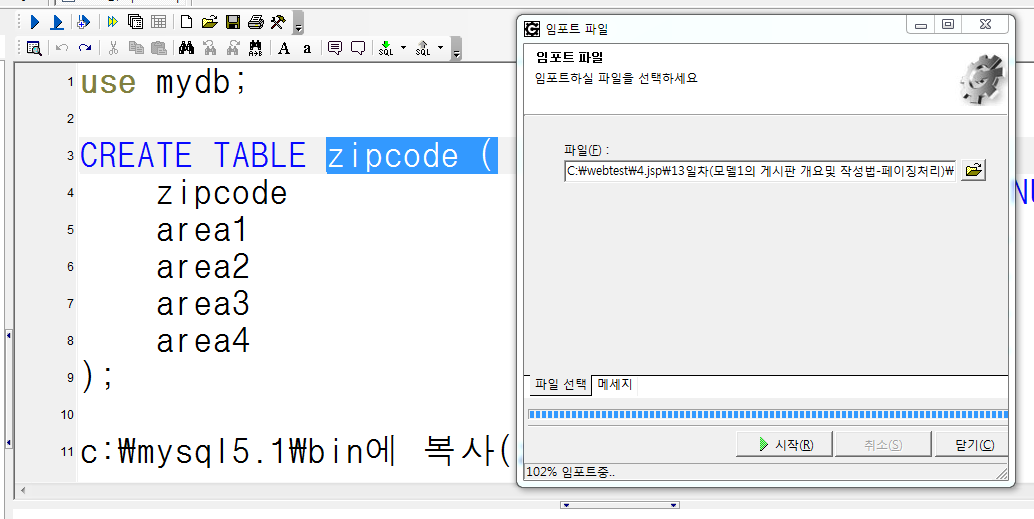 1 use mydb;
2
3 CREATE TABLE zipcode (
4 zipcode
5 area1
6 area2
7 area3
8 area4
9 );
10
11 c:\mysql5.1\bin에 복사(
A a SQL SQL
임포트 파일
임포트 파일
임포트하실 파일을 선택하세요
파일(F) :
C:\webtest\4.jsp\13일차(모델1의 게시판 개요및 작성법-페이징처리)\
파일 선택 메세지
시작(R) 취소(S) 닫기(C)
102% 임포트중..